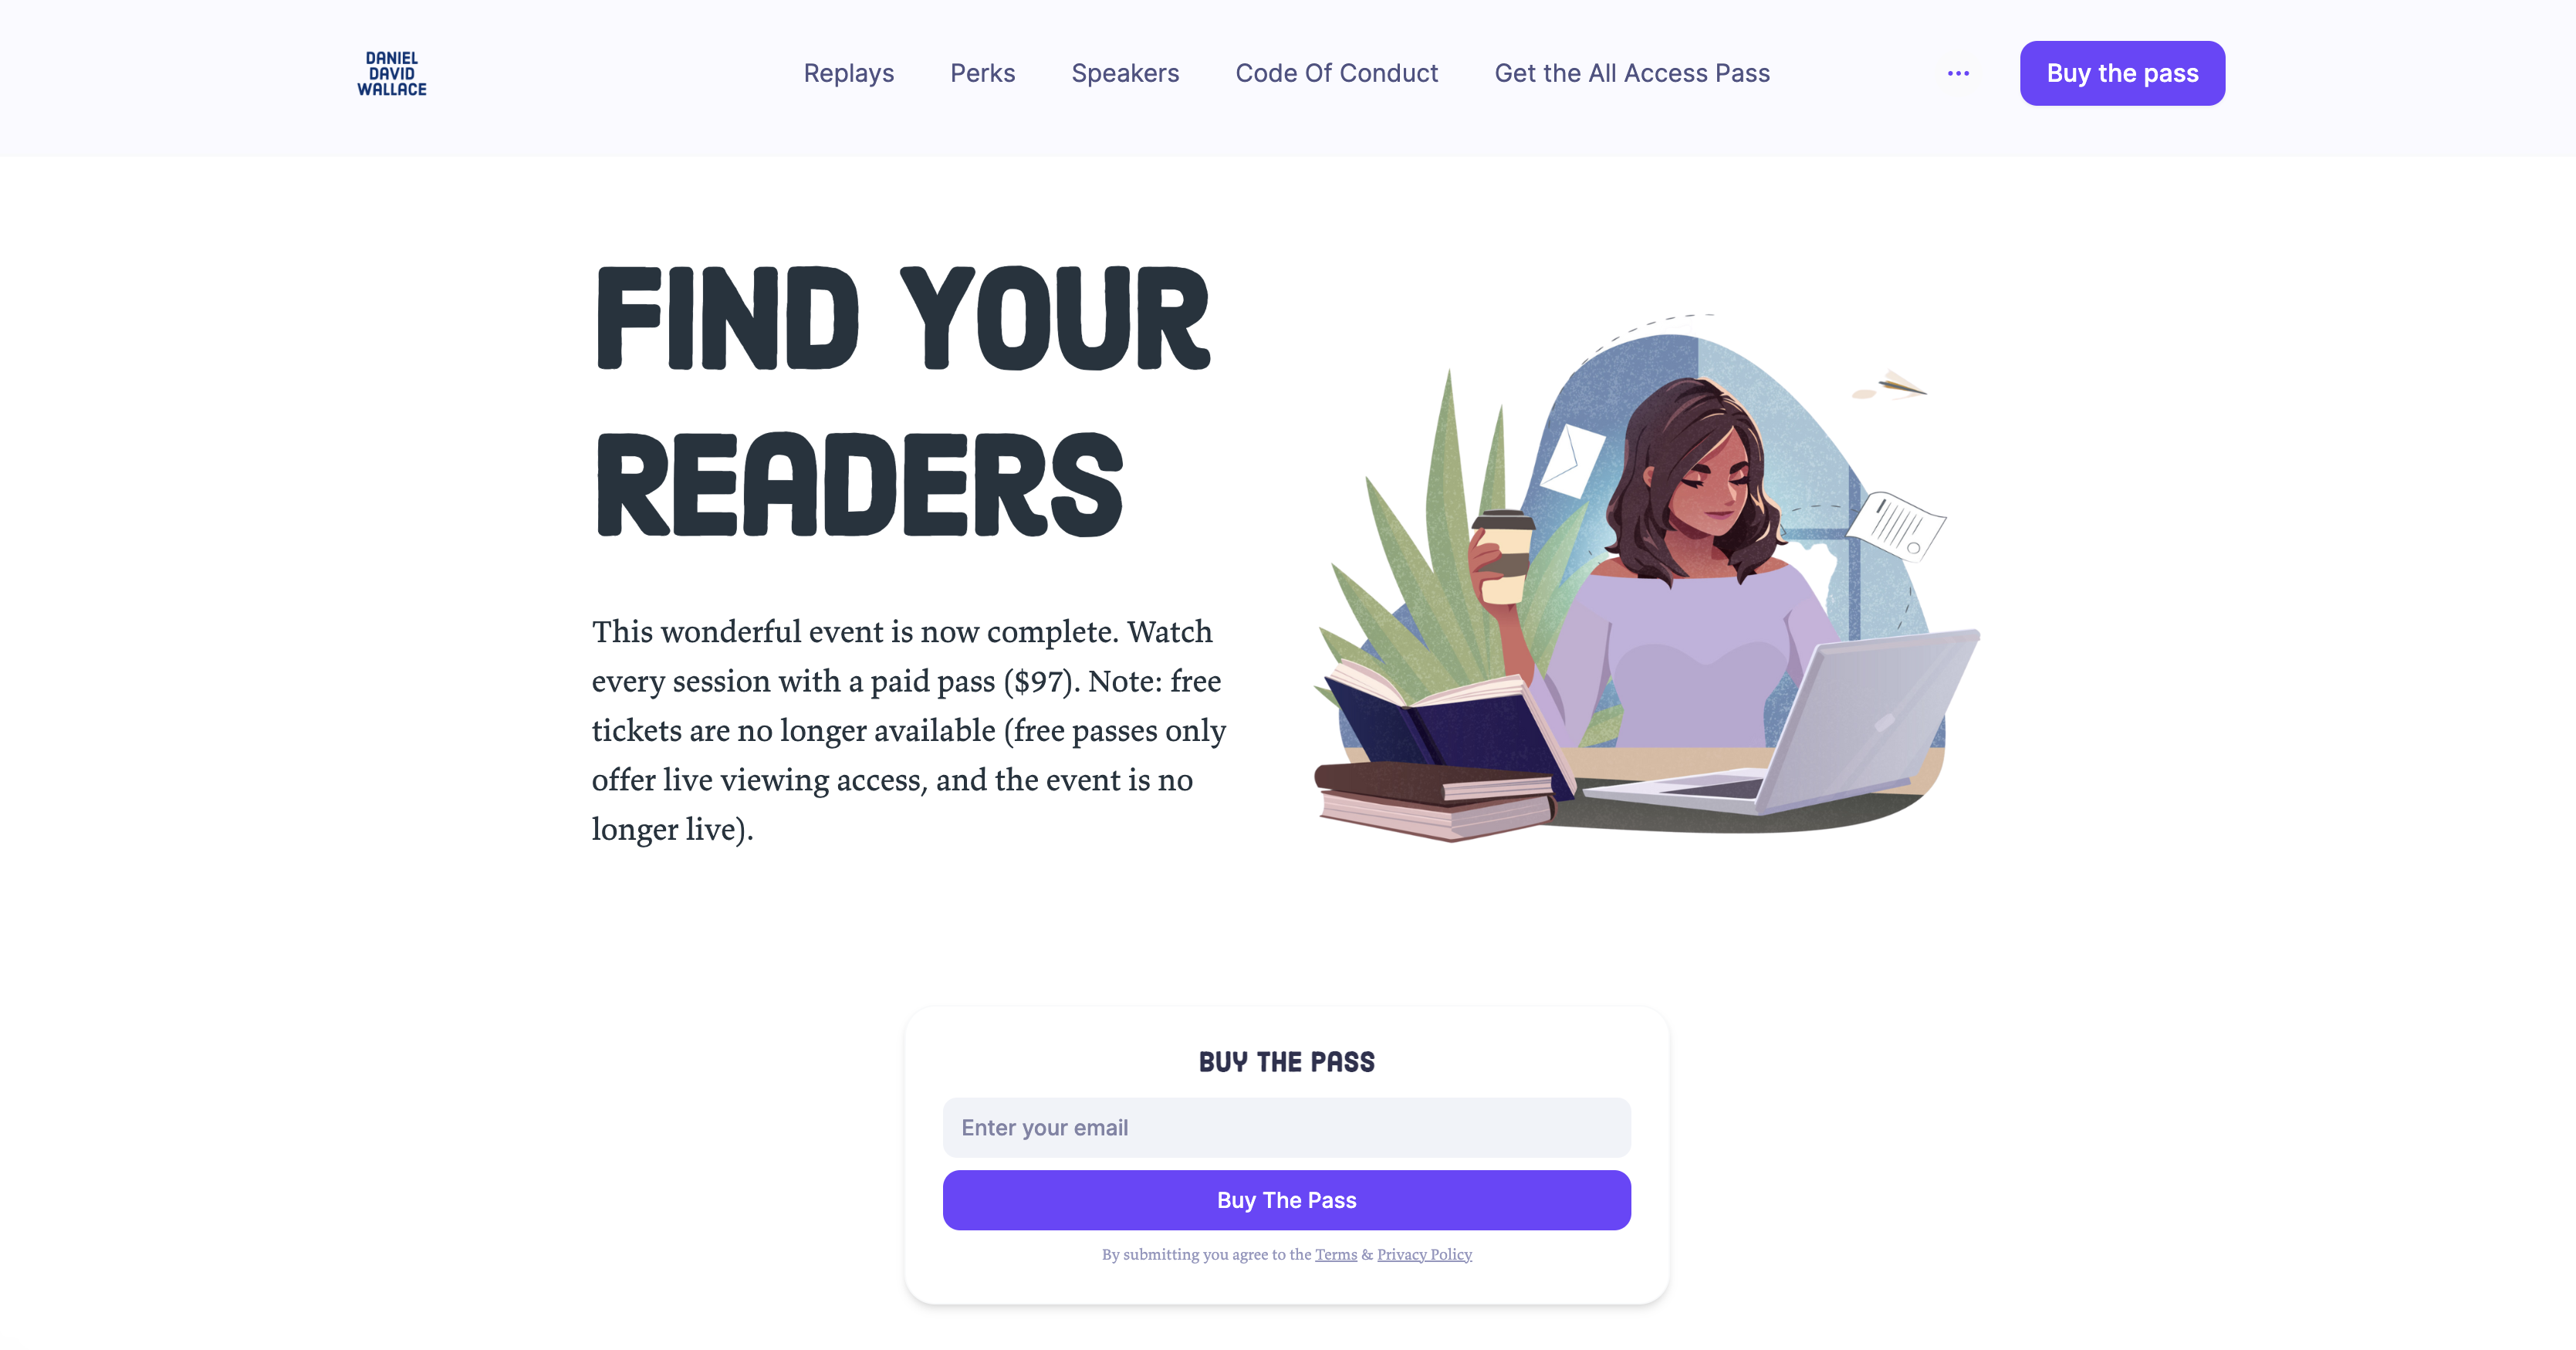 DANIEL
DAVID
WALLACE
Replays
Perks
Speakers
Code Of Conduct
Get the All Access Pass
...
Buy the pass
FIND YOUR
READERS
This wonderful event is now complete. Watch
every session with a paid pass ($97). Note: free
tickets are no longer available (free passes only
offer live viewing access, and the event is no
longer live).
BUY THE PASS
Enter your email
Buy The Pass
By submitting you agree to the Terms & Privacy Policy